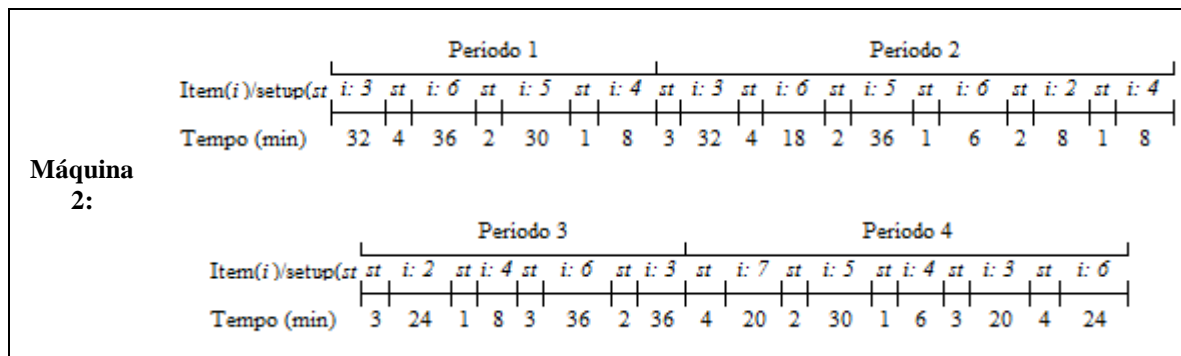 Periodo 1 Periodo 2
Item(i)/setup(st i: 3 st i: 6 st i: 5 st i: 4 st i: 3 st i: 6 st i: 5 st i: 6 st i: 2 st i: 4
Tempo (min) 32 4 36 2 30 1 8 3 32 4 18 2 36 1 6 2 8 1 8
Máquina
2:
Periodo 3 Periodo 4
Item(i)/setup(st st i: 2 st i: 4 st i: 6 st i: 3 st i: 7 st i: 5 st i: 4 st i: 3 st i: 6
Tempo (min) 3 24 1 8 3 36 2 36 4 20 2 30 1 6 3 20 4 24